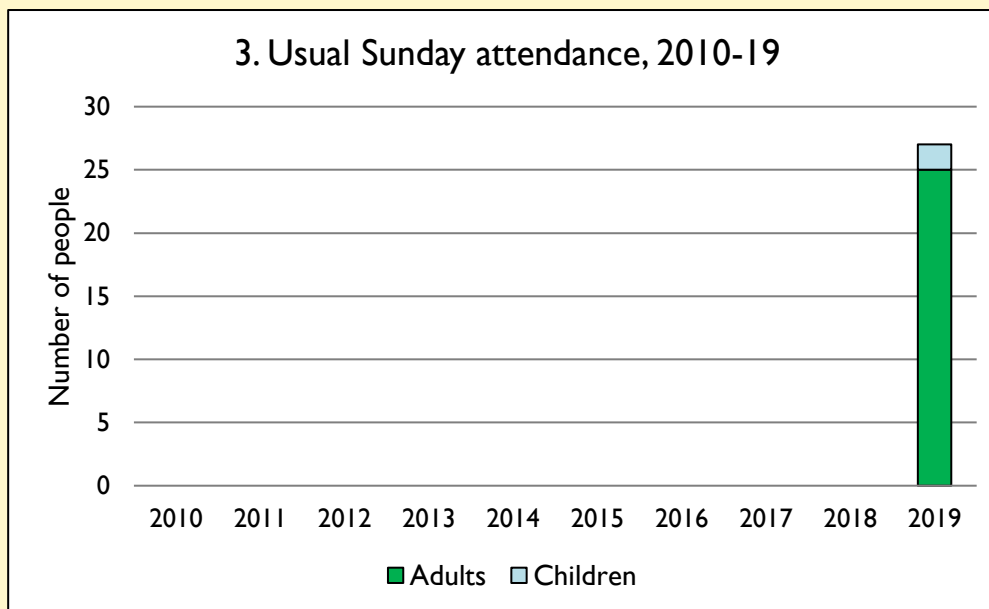 3. Usual Sunday attendance, 2010-19
Number of people
30
25
20
15
10
5
0
2010 2011 2012 2013 2014 2015 2016 2017 2018 2019
Adults Children